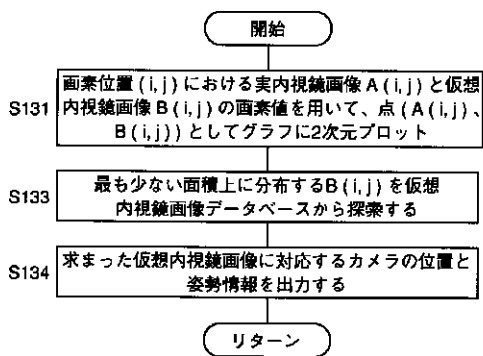 開始
S131
画素位置(i,j)における実内視鏡画像A(i,j)と仮想
内視鏡画像B(i,j)の画素値を用いて、点(A(i,j)、
B(i,j))としてグラフに2次元プロット
S133
最も少ない面積上に分布するB(i,j)を仮想
内視鏡画像データベースから探索する
S134
求まった仮想内視鏡画像に対応するカメラの位置と
姿勢情報を出力する
リターン